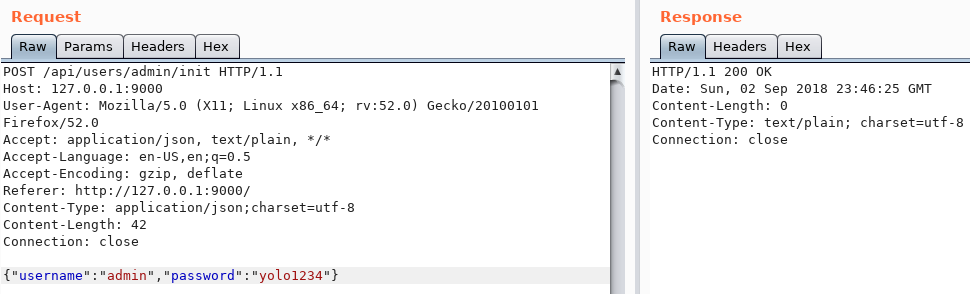 Request
Raw Params Headers Hex
POST /api/users/admin/init HTTP/1.1
Host: 127.0.0.1:9000
User-Agent: Mozilla/5.0 (X11; Linux x86_64; rv:52.0) Gecko/20100101
Firefox/52.0
Accept: application/json, text/plain, */*
Accept-Language: en-US,en;q=0.5
Accept-Encoding: gzip, deflate
Referer: http://127.0.0.1:9000/
Content-Type: application/json;charset=utf-8
Content-Length: 42
Connection: close
{"username":"admin","password":"yolo1234"}
Response
Raw Headers Hex
HTTP/1.1 200 OK
Date: Sun, 02 Sep 2018 23:46:25 GMT
Content-Length: 0
Content-Type: text/plain; charset=utf-8
Connection: close